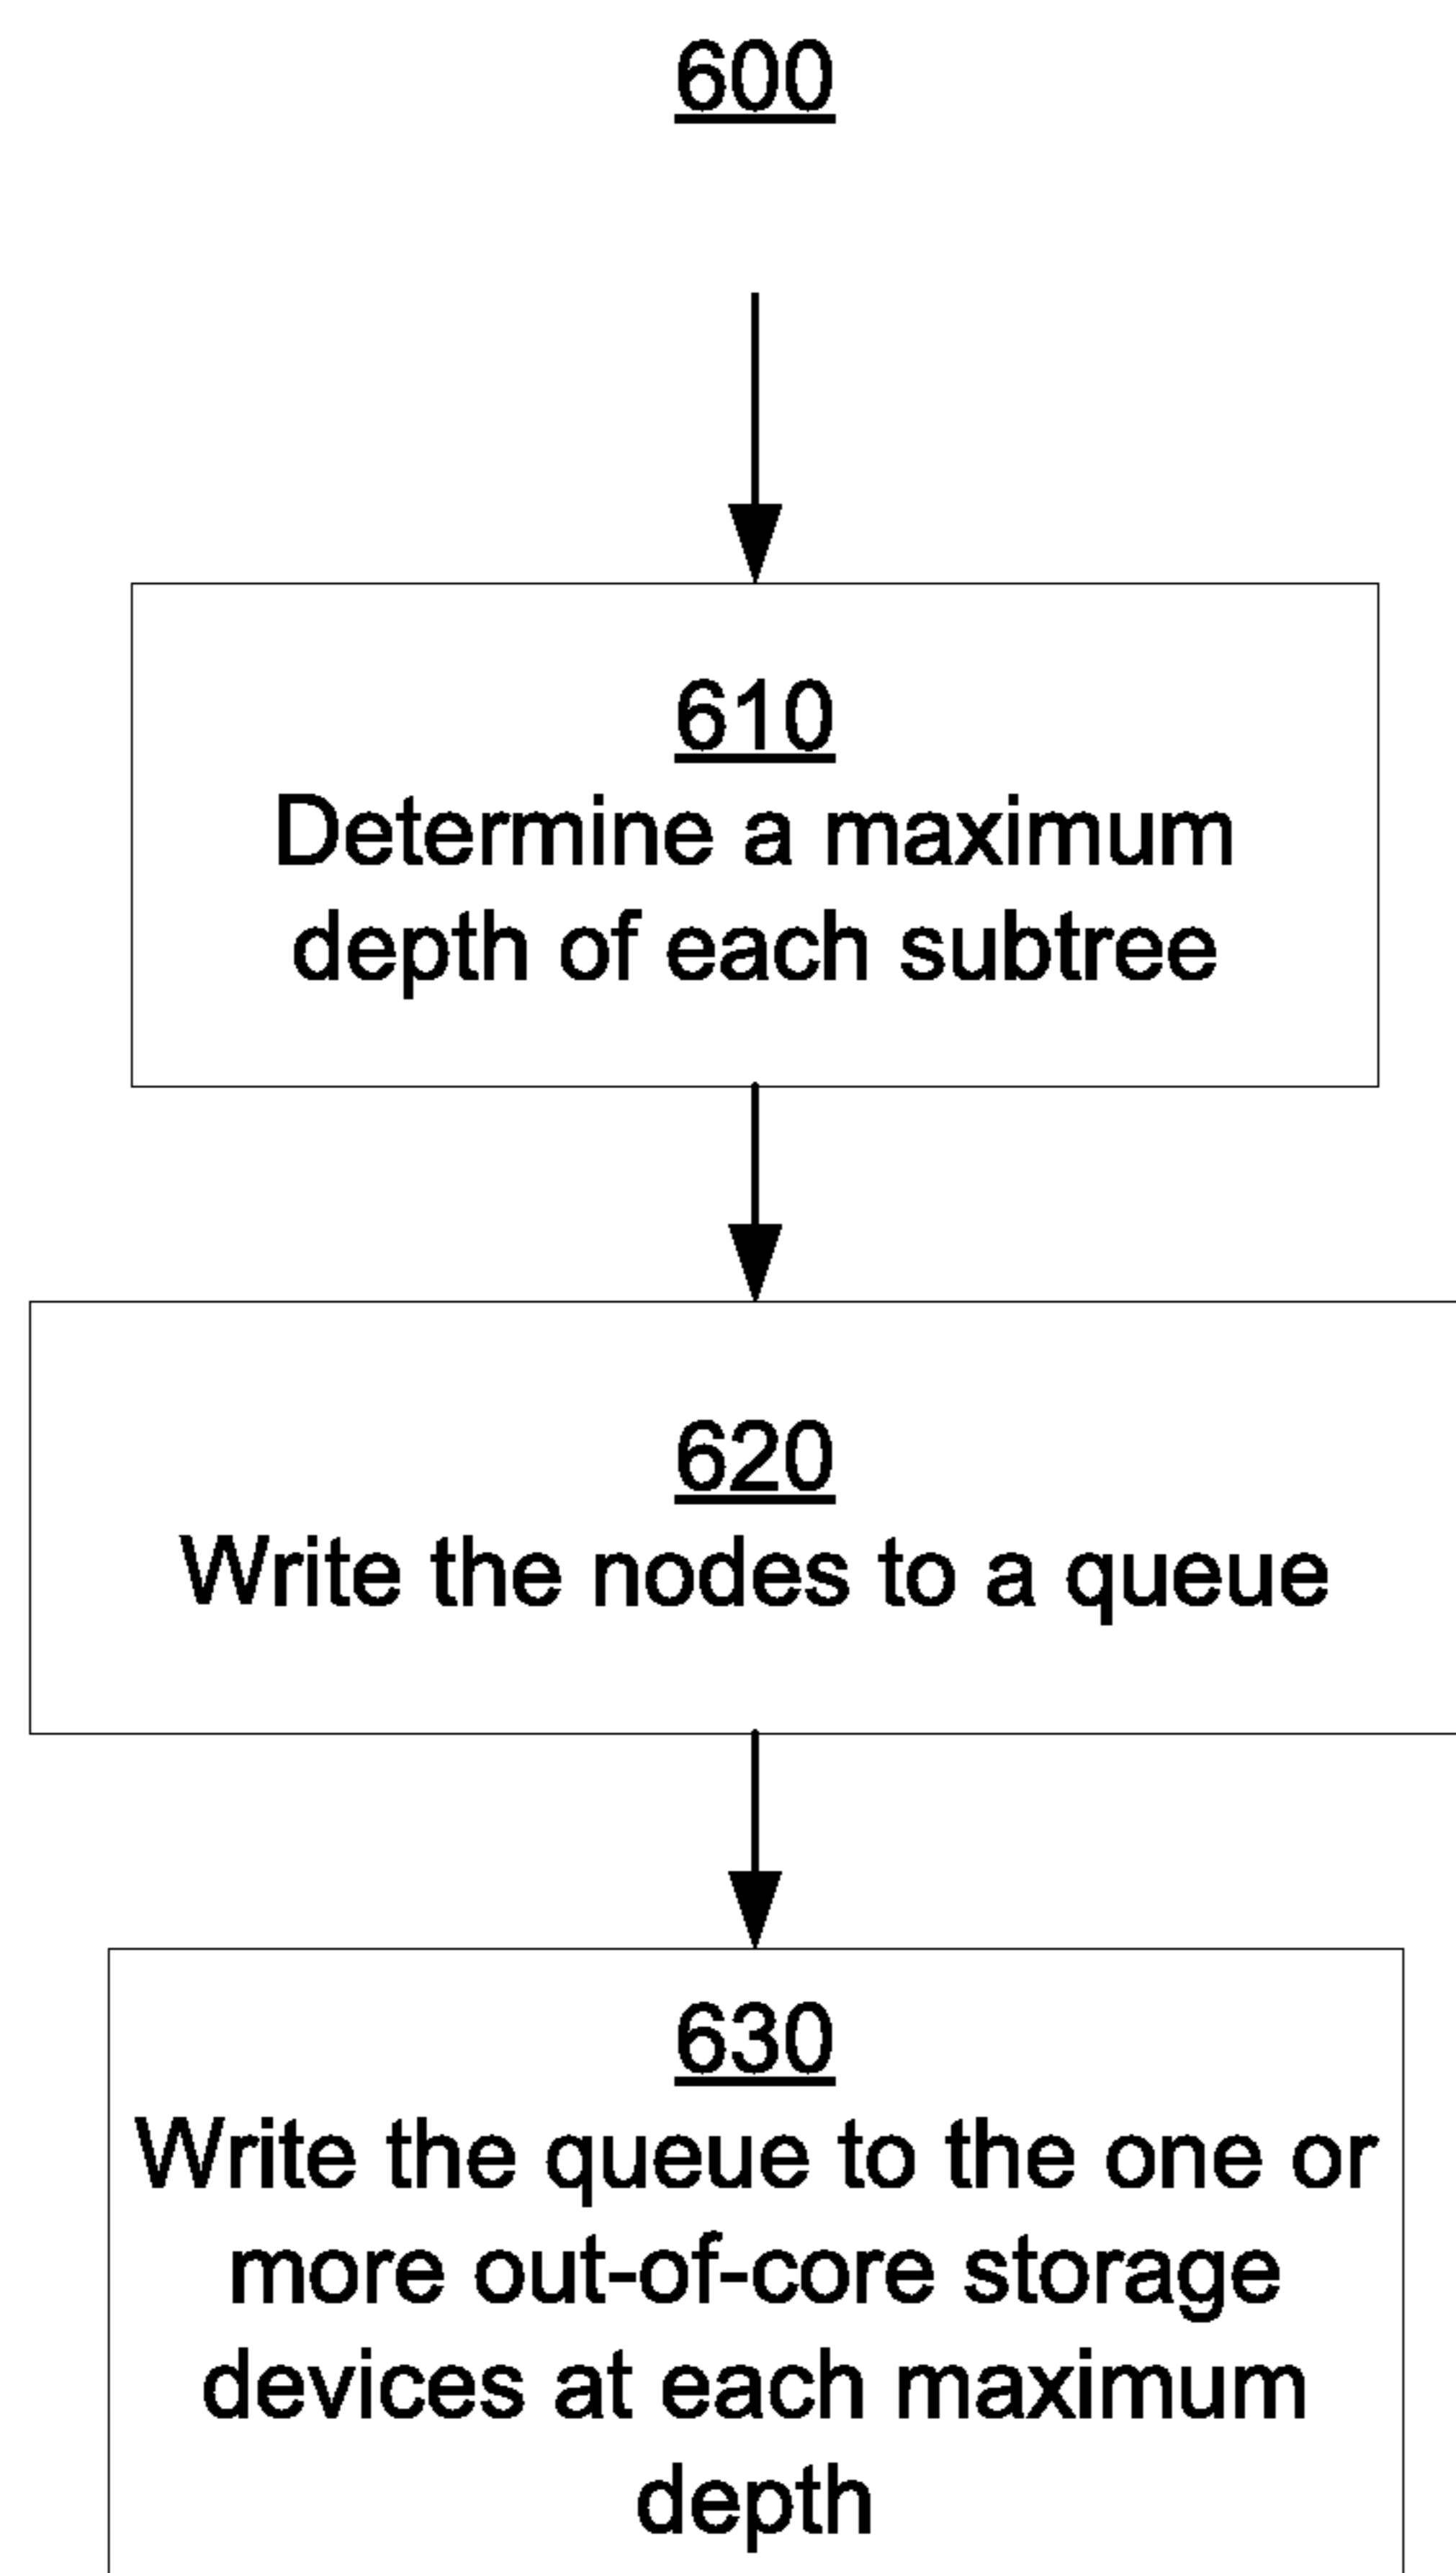 600
610
Determine a maximum
depth of each subtree
620
Write the nodes to a queue
630
Write the queue to the one or
more out-of-core storage
devices at each maximum
depth